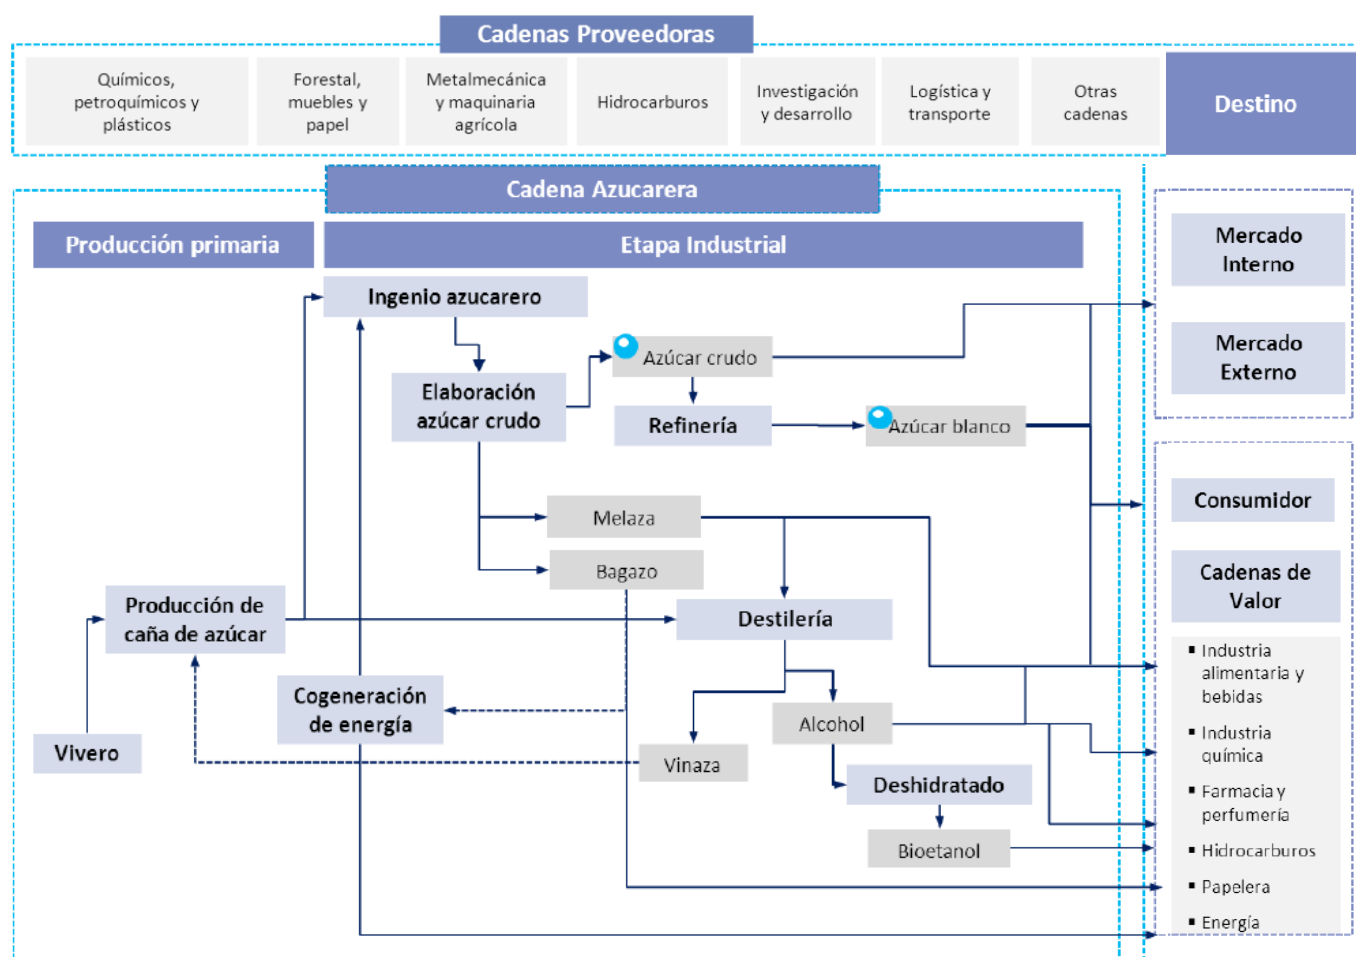 Cadenas Proveedoras
Químicos,
petroquímicos y
plásticos
Forestal,
muebles y
papel
Metalmecánica
y maquinaria
agrícola
Hidrocarburos
Investigación
y desarrollo
Logística y
transporte
Otras
cadenas
Destino
Cadena Azucarera
Producción primaria
Etapa Industrial
Mercado
Interno
Mercado
Externo
Ingenio azucarero
Azúcar crudo
Elaboración
azúcar crudo
Refinería
Azúcar blanco
Consumidor
Melaza
Bagazo
Cadenas de
Valor
Producción de
caña de azúcar
Destilería
▪ Industria
alimentaria y
bebidas
▪ Industria
química
▪ Farmacia y
perfumería
▪ Hidrocarburos
▪ Papelera
▪ Energía
Cogeneración
de energía
Alcohol
Vivero
Vinaza
Deshidratado
Bioetanol